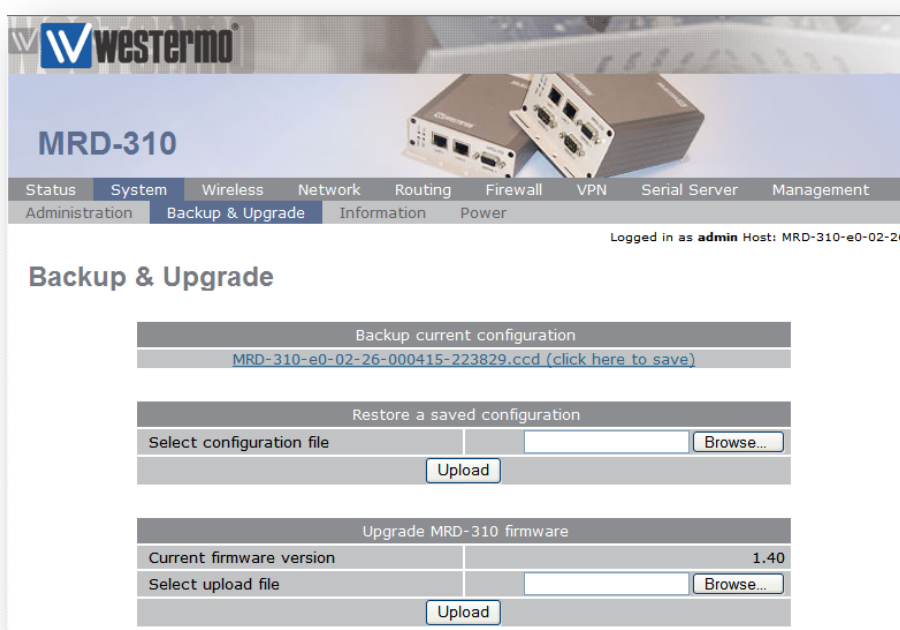 westermo®
MRD-310
Status System Wireless Network Routing Firewall VPN Serial Server Management
Administration Backup & Upgrade Information Power
Logged in as admin Host: MRD-310-e0-02-26
Backup & Upgrade
Backup current configuration
MRD-310-e0-02-26-000415-223829.ccd (click here to save)
Restore a saved configuration
Select configuration file Browse...
Upload
Upgrade MRD-310 firmware
Current firmware version 1.40
Select upload file Browse...
Upload